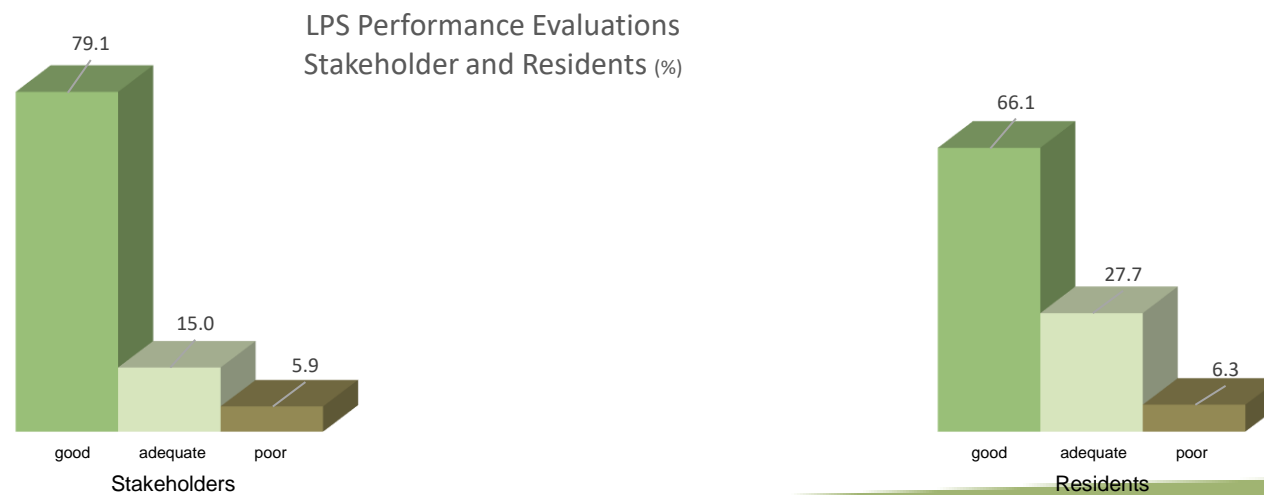 LPS Performance Evaluations
Stakeholder and Residents (%)
79.1
15.0
5.9
good adequate poor
Stakeholders
66.1
27.7
6.3
good adequate poor
Residents